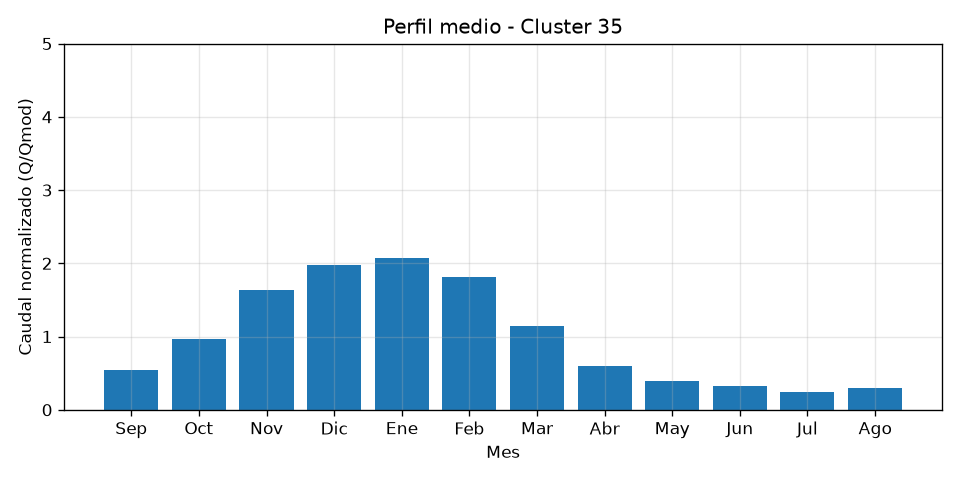 Perfil medio - Cluster 35
Caudal normalizado (Q/Qmod)
5
4
3
2
1
0
Sep Oct Nov Dic Ene Feb Mar Abr May Jun Jul Ago
Mes